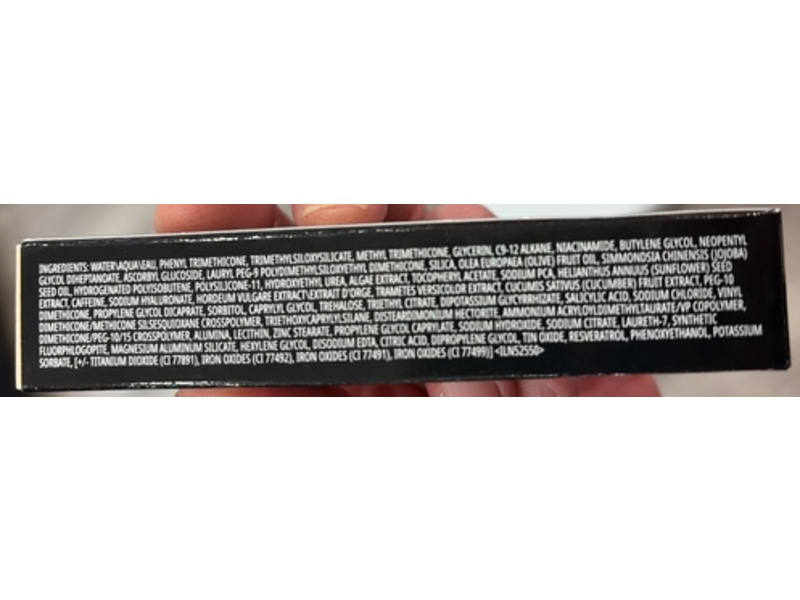 INGREDIENTS: WATER\AQUA\EAU, PHENYL TRIMETHICONE, TRIMETHYLSILOXYSILICATE, METHYL TRIMETHICONE, GLYCERIN, C9-12 ALKANE, NIACINAMIDE, BUTYLENE GLYCOL, NEOPENTYL
GLYCOL DIHEPTANOATE, ASCORBYL GLUCOSIDE, LAURYL PEG-9 POLYDIMETHYLSILOXYETHYL DIMETHICONE, SILICA, OLEA EUROPAEA (OLIVE) FRUIT OIL, SIMMONDSIA CHINENSIS (JOJOBA)
SEED OIL, HYDROGENATED POLYISOBUTENE, POLYSILICONE-11, HYDROXYETHYL UREA, ALGAE EXTRACT, TOCOPHERYL ACETATE, SODIUM PCA, HELIANTHUS ANNUUS (SUNFLOWER) SEED
EXTRACT, CAFFEINE, SODIUM HYALURONATE, HORDEUM VULGARE EXTRACT\EXTRAIT D'ORGE, TRAMETES VERSICOLOR EXTRACT, CUCUMIS SATIVUS (CUCUMBER) FRUIT EXTRACT, PEG-10
DIMETHICONE, PROPYLENE GLYCOL DICAPRATE, SORBITOL, CAPRYLYL GLYCOL, TREHALOSE, TRIETHYL CITRATE, DIPOTASSIUM GLYCYRRHIZATE, SALICYLIC ACID, SODIUM CHLORIDE, VINYL
DIMETHICONE/METHICONE SILSESQUIOXANE CROSSPOLYMER, TRIETHOXYCAPRYLYLSILANE, DISTEARDIMONIUM HECTORITE, AMMONIUM ACRYLOYLDIMETHYLTAURATE/VP COPOLYMER,
DIMETHICONE/PEG-10/15 CROSSPOLYMER, ALUMINA, LECITHIN, ZINC STEARATE, PROPYLENE GLYCOL CAPRYLATE, SODIUM HYDROXIDE, SODIUM CITRATE, LAURETH-7, SYNTHETIC
FLUORPHLOGOPITE, MAGNESIUM ALUMINUM SILICATE, HEXYLENE GLYCOL, DISODIUM EDTA, CITRIC ACID, DIPROPYLENE GLYCOL, TIN OXIDE, RESVERATROL, PHENOXYETHANOL, POTASSIUM
SORBATE, [+/- TITANIUM DIOXIDE (CI 77891), IRON OXIDES (CI 77492), IRON OXIDES (CI 77491), IRON OXIDES (CI 77499)] <ILN52550>